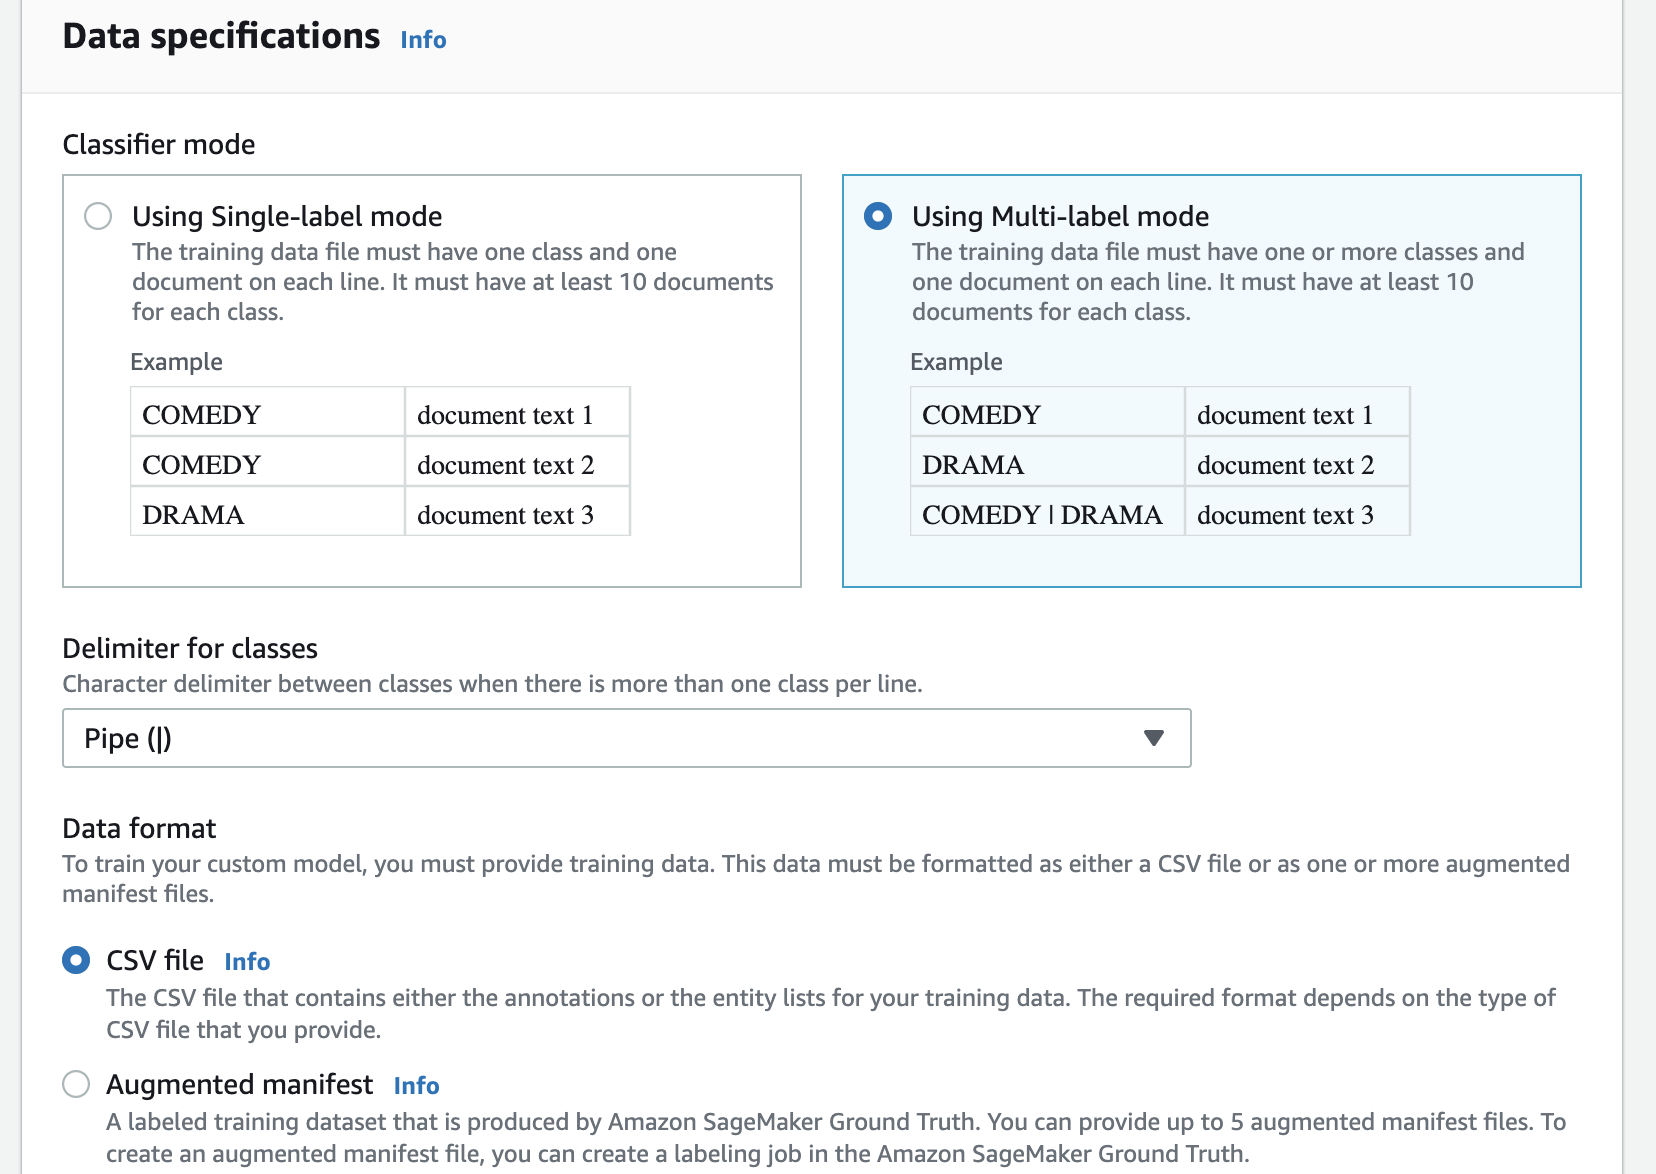 Data specifications Info
Classifier mode
Using Single-label mode
The training data file must have one class and one
document on each line. It must have at least 10 documents
for each class.
Example
COMEDY document text 1
COMEDY document text 2
DRAMA document text 3
Using Multi-label mode
The training data file must have one or more classes and
one document on each line. It must have at least 10
documents for each class.
Example
COMEDY document text 1
DRAMA document text 2
COMEDY | DRAMA document text 3
Delimiter for classes
Character delimiter between classes when there is more than one class per line.
Pipe (|)
Data format
To train your custom model, you must provide training data. This data must be formatted as either a CSV file or as one or more augmented
manifest files.
CSV file Info
The CSV file that contains either the annotations or the entity lists for your training data. The required format depends on the type of
CSV file that you provide.
Augmented manifest Info
A labeled training dataset that is produced by Amazon SageMaker Ground Truth. You can provide up to 5 augmented manifest files. To
create an augmented manifest file, you can create a labeling job in the Amazon SageMaker Ground Truth.